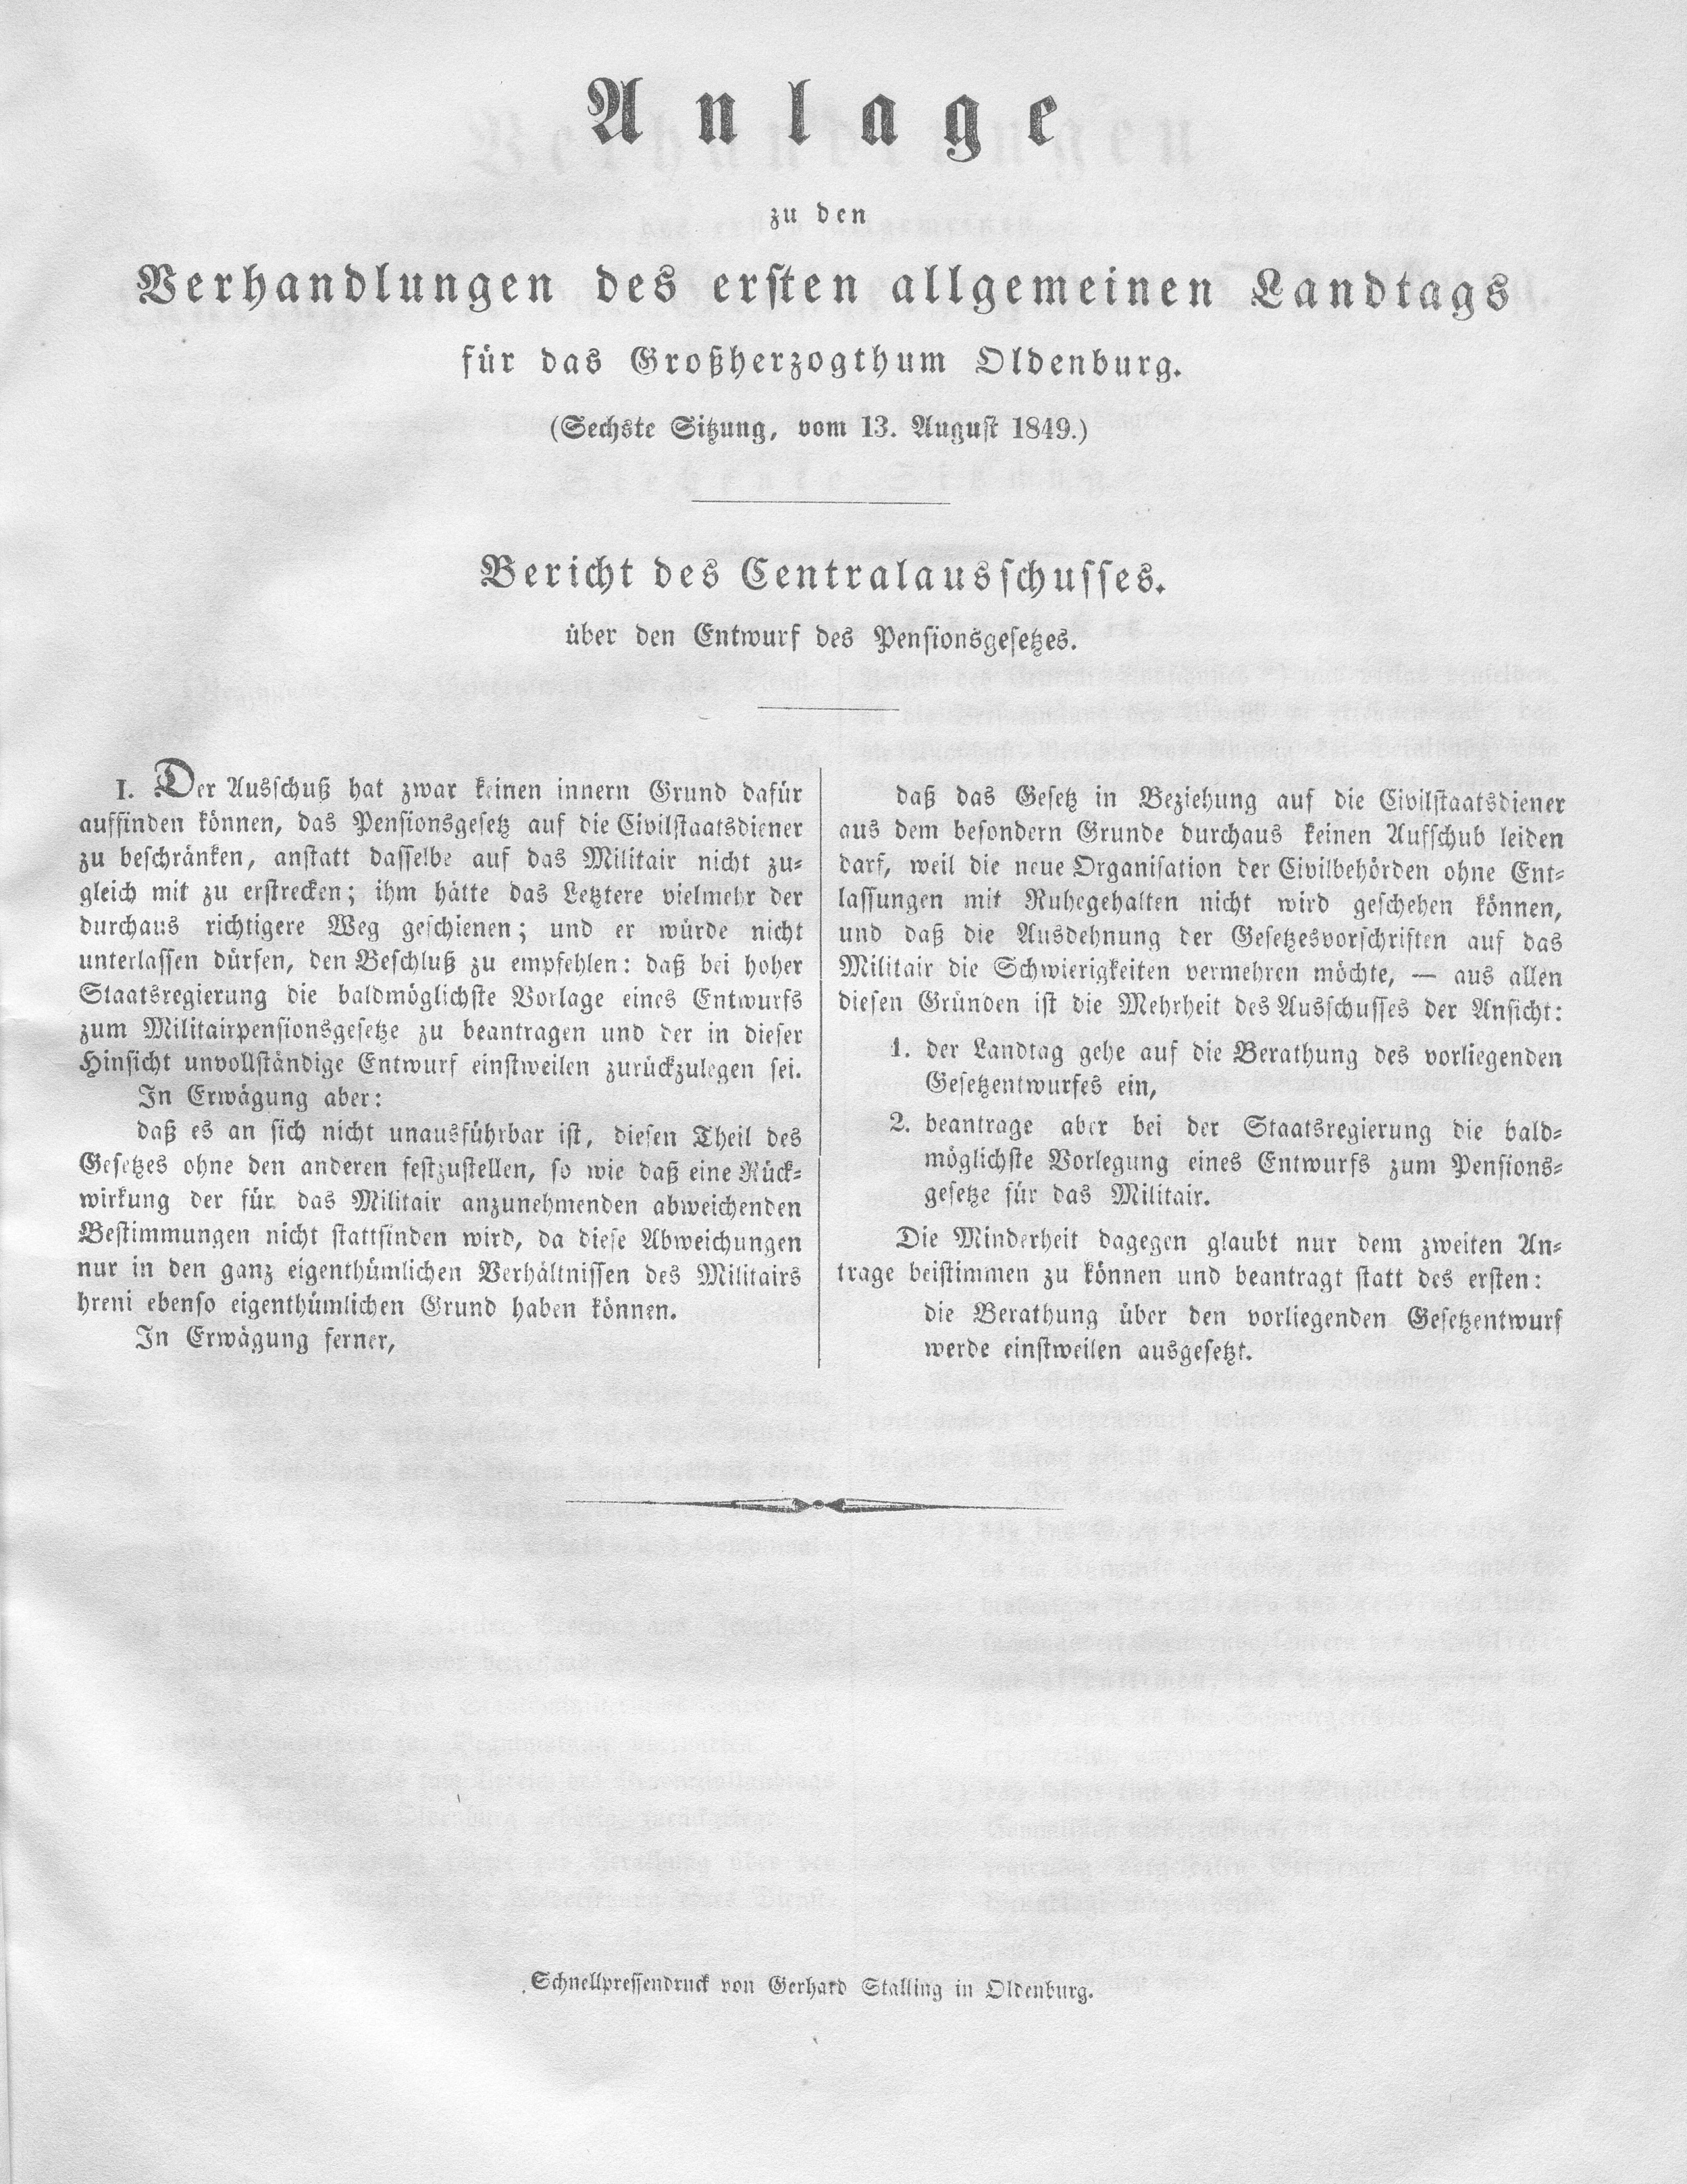 Anlage
zu den
Verhandlungen des ersten allgemeinen Landtags
für das Großherzogthum Oldenburg.
(Sechste Sitzung, vom 13. August 1849.)
Bericht des Centralausschusses.
über den Entwurf des Pensionsgesetzes.
I. Der Ausschuß hat zwar keinen innern Grund dafür
auffinden können, das Pensionsgesetz auf die Civilstaatsdiener
zu beschränken, anstatt dasselbe auf das Militair nicht zu-
gleich mit zu erstrecken; ihm hätte das Letztere vielmehr der
durchaus richtigere Weg geschienen; und er würde nicht
unterlassen dürfen, den Beschluß zu empfehlen: daß bei hoher
Staatsregierung die baldmöglichste Vorlage eines Entwurfs
zum Militairpensionsgesetze zu beantragen und der in dieser
Hinsicht unvollständige Entwurf einstweilen zurückzulegen sei.
In Erwägung aber:
daß es an sich nicht unausführbar ist, diesen Theil des
Gesetzes ohne den anderen festzustellen, so wie daß eine Rück-
wirkung der für das Militair anzunehmenden abweichenden
Bestimmungen nicht stattfinden wird, da diese Abweichungen
nur in den ganz eigenthümlichen Verhältnissen des Militairs
hreni ebenso eigenthümlichen Grund haben können.
In Erwägung ferner,
daß das Gesetz in Beziehung auf die Civilstaatsdiener
aus dem besondern Grunde durchaus keinen Aufschub leiden
darf, weil die neue Organisation der Civilbehörden ohne Ent-
lassungen mit Ruhegehalten nicht wird geschehen können,
und daß die Ausdehnung der Gesetzesvorschriften auf das
Militair die Schwierigkeiten vermehren möchte, — aus allen
diesen Gründen ist die Mehrheit des Ausschusses der Ansicht:
1. der Landtag gehe auf die Berathung des vorliegenden
Gesetzentwurfes ein,
2. beantrage aber bei der Staatsregierung die bald-
möglichste Vorlegung eines Entwurfs zum Pensions-
gesetze für das Militair.
Die Minderheit dagegen glaubt nur dem zweiten An-
trage beistimmen zu können und beantragt statt des ersten:
die Berathung über den vorliegenden Gesetzentwurf
werde einstweilen ausgesetzt.
Schnellpressendruck von Gerhard Stalling in Oldenburg.